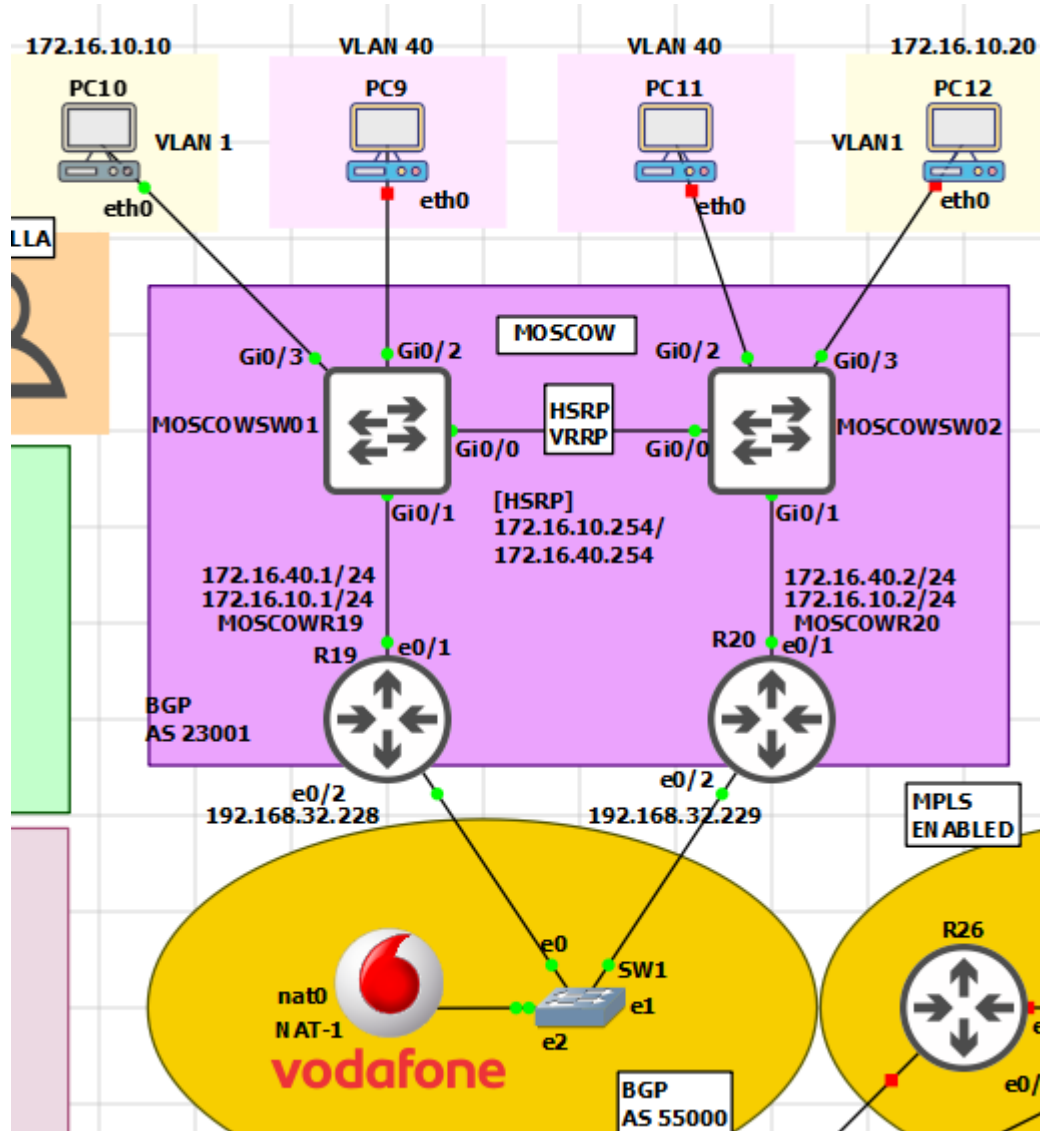 172.16.10.10
VLAN 40
VLAN 40
172.16.10.20
PC10
PC9
PC11
PC12
VLAN 1
VLAN1
eth0
eth0
eth0
eth0
LLA
MOSCOW
Gi0/3
Gi0/2
Gi0/2
Gi0/3
MOSCOWSW01
HSRP
VRRP
MOSCOWSW02
Gi0/0
Gi0/0
Gi0/1
[HSRP]
172.16.10.254/
172.16.40.254
Gi0/1
172.16.40.1/24
172.16.10.1/24
MOSCOWR19
172.16.40.2/24
172.16.10.2/24
MOSCOWR20
R19
e0/1
R20
e0/1
BGP
AS 23001
e0/2
192.168.32.228
e0/2
192.168.32.229
MPLS
ENABLED
R26
e0
SW1
nat0
NAT-1
e1
e2
vodafone
BGP
AS 55000
e
e0/